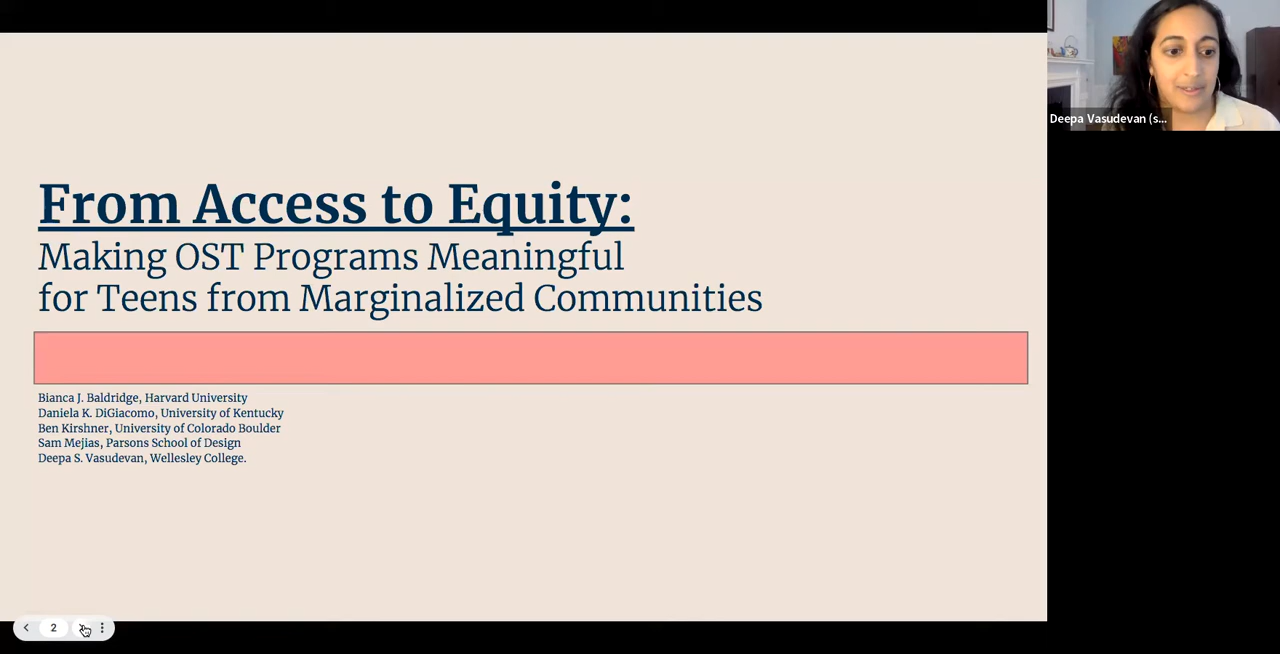 From Access to Equity:
Making OST Programs Meaningful
for Teens from Marginalized Communities
Bianca J. Baldridge, Harvard University
Daniela K. DiGiacomo, University of Kentucky
Ben Kirshner, University of Colorado Boulder
Sam Mejias, Parsons School of Design
Deepa S. Vasudevan, Wellesley College.
Deepa Vasudevan (s...
2